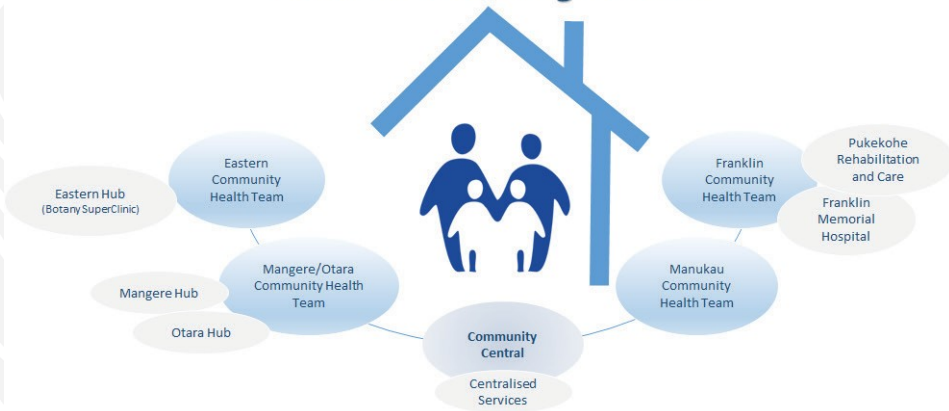 Eastern
Community
Health Team
Eastern Hub
(Botany SuperClinic)
Mangere/Otara
Community Health
Team
Mangere Hub
Otara Hub
Community
Central
Centralised
Services
Manukau
Community
Health Team
Franklin
Community
Health Team
Pukekohe
Rehabilitation
and Care
Franklin
Memorial
Hospital